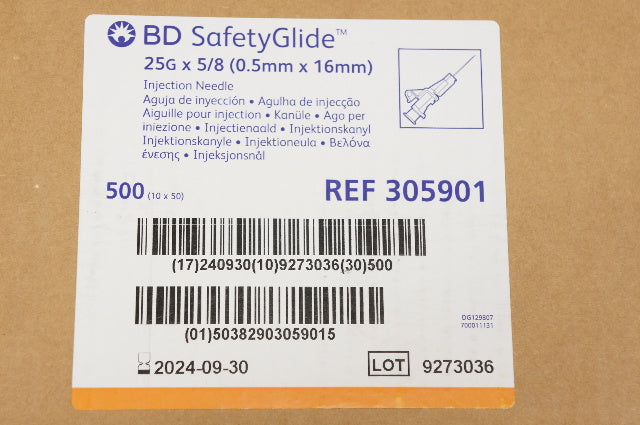 BD SafetyGlide™
25G x 5/8 (0.5mm x 16mm)
Injection Needle
Aguja de inyección • Agulha de injecção
Aiguille pour injection • Kanüle • Ago per
iniezione • Injectienaald • Injektionskanyl
Injektionskanyle • Injektioneula • Βελόνα
ένεσης • Injeksjonsnål
500 (10 x 50)
REF 305901
(17)240930(10)9273036(30)500
(01)50382903059015
DG129807
700011131
2024-09-30
LOT 9273036